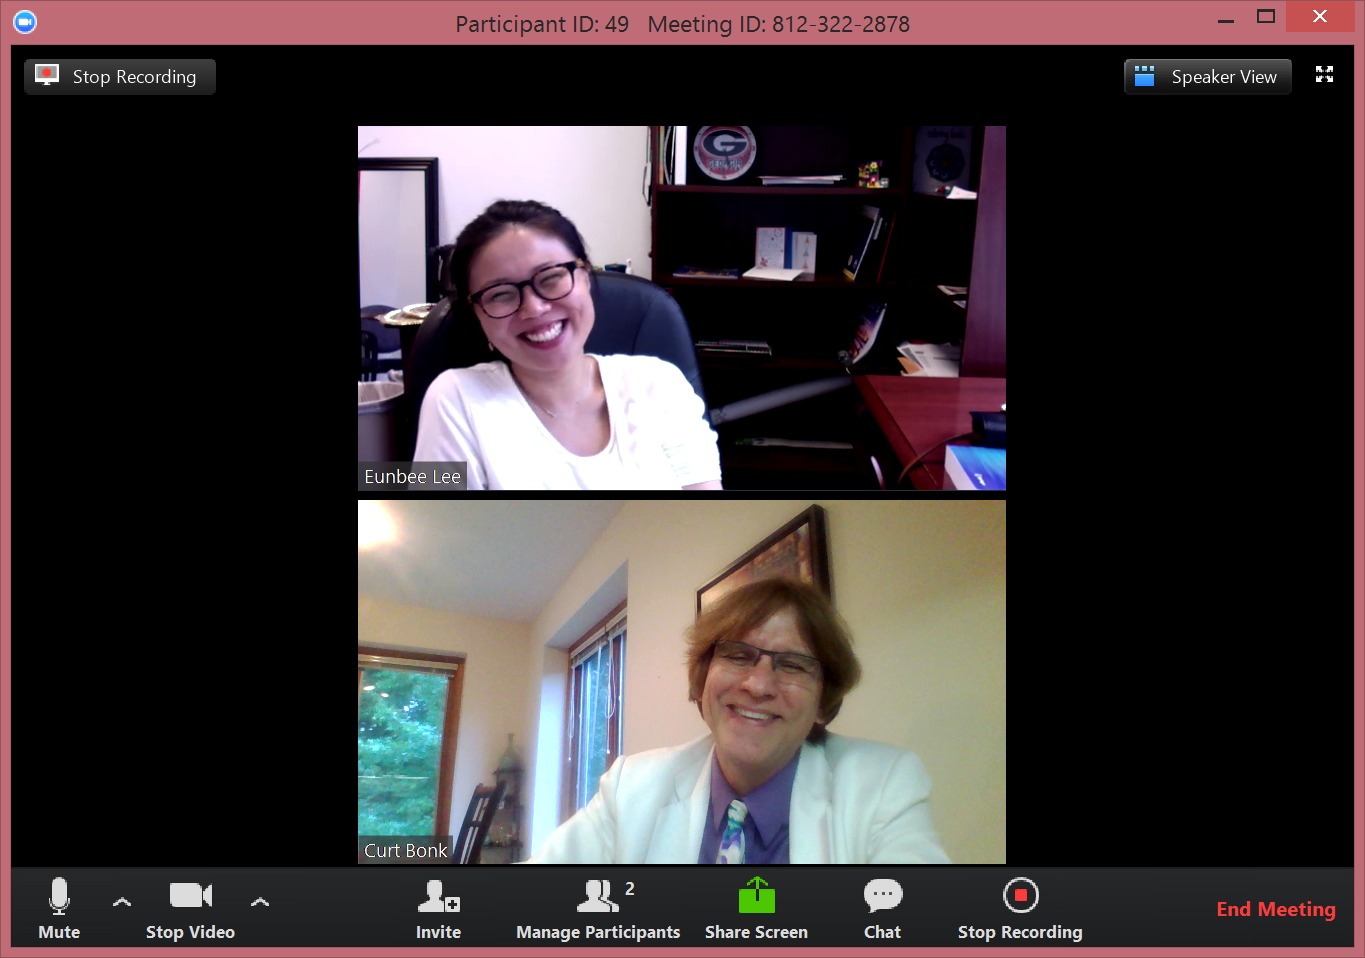 Participant ID: 49 Meeting ID: 812-322-2878
Stop Recording
Speaker View
G
GEORGIA
Eunbee Lee
Curt Bonk
2
Mute
Stop Video
Invite
Manage Participants
Share Screen
Chat
Stop Recording
End Meeting